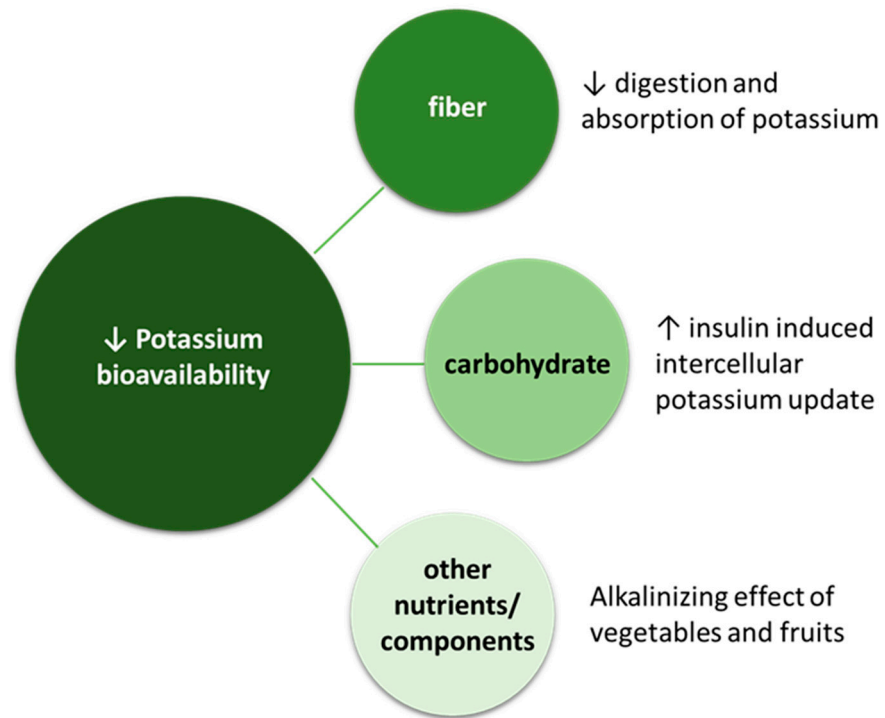 fiber
↓ digestion and
absorption of potassium
↓ Potassium
bioavailability
carbohydrate
↑ insulin induced
intercellular
potassium update
other
nutrients/
components
Alkalinizing effect of
vegetables and fruits